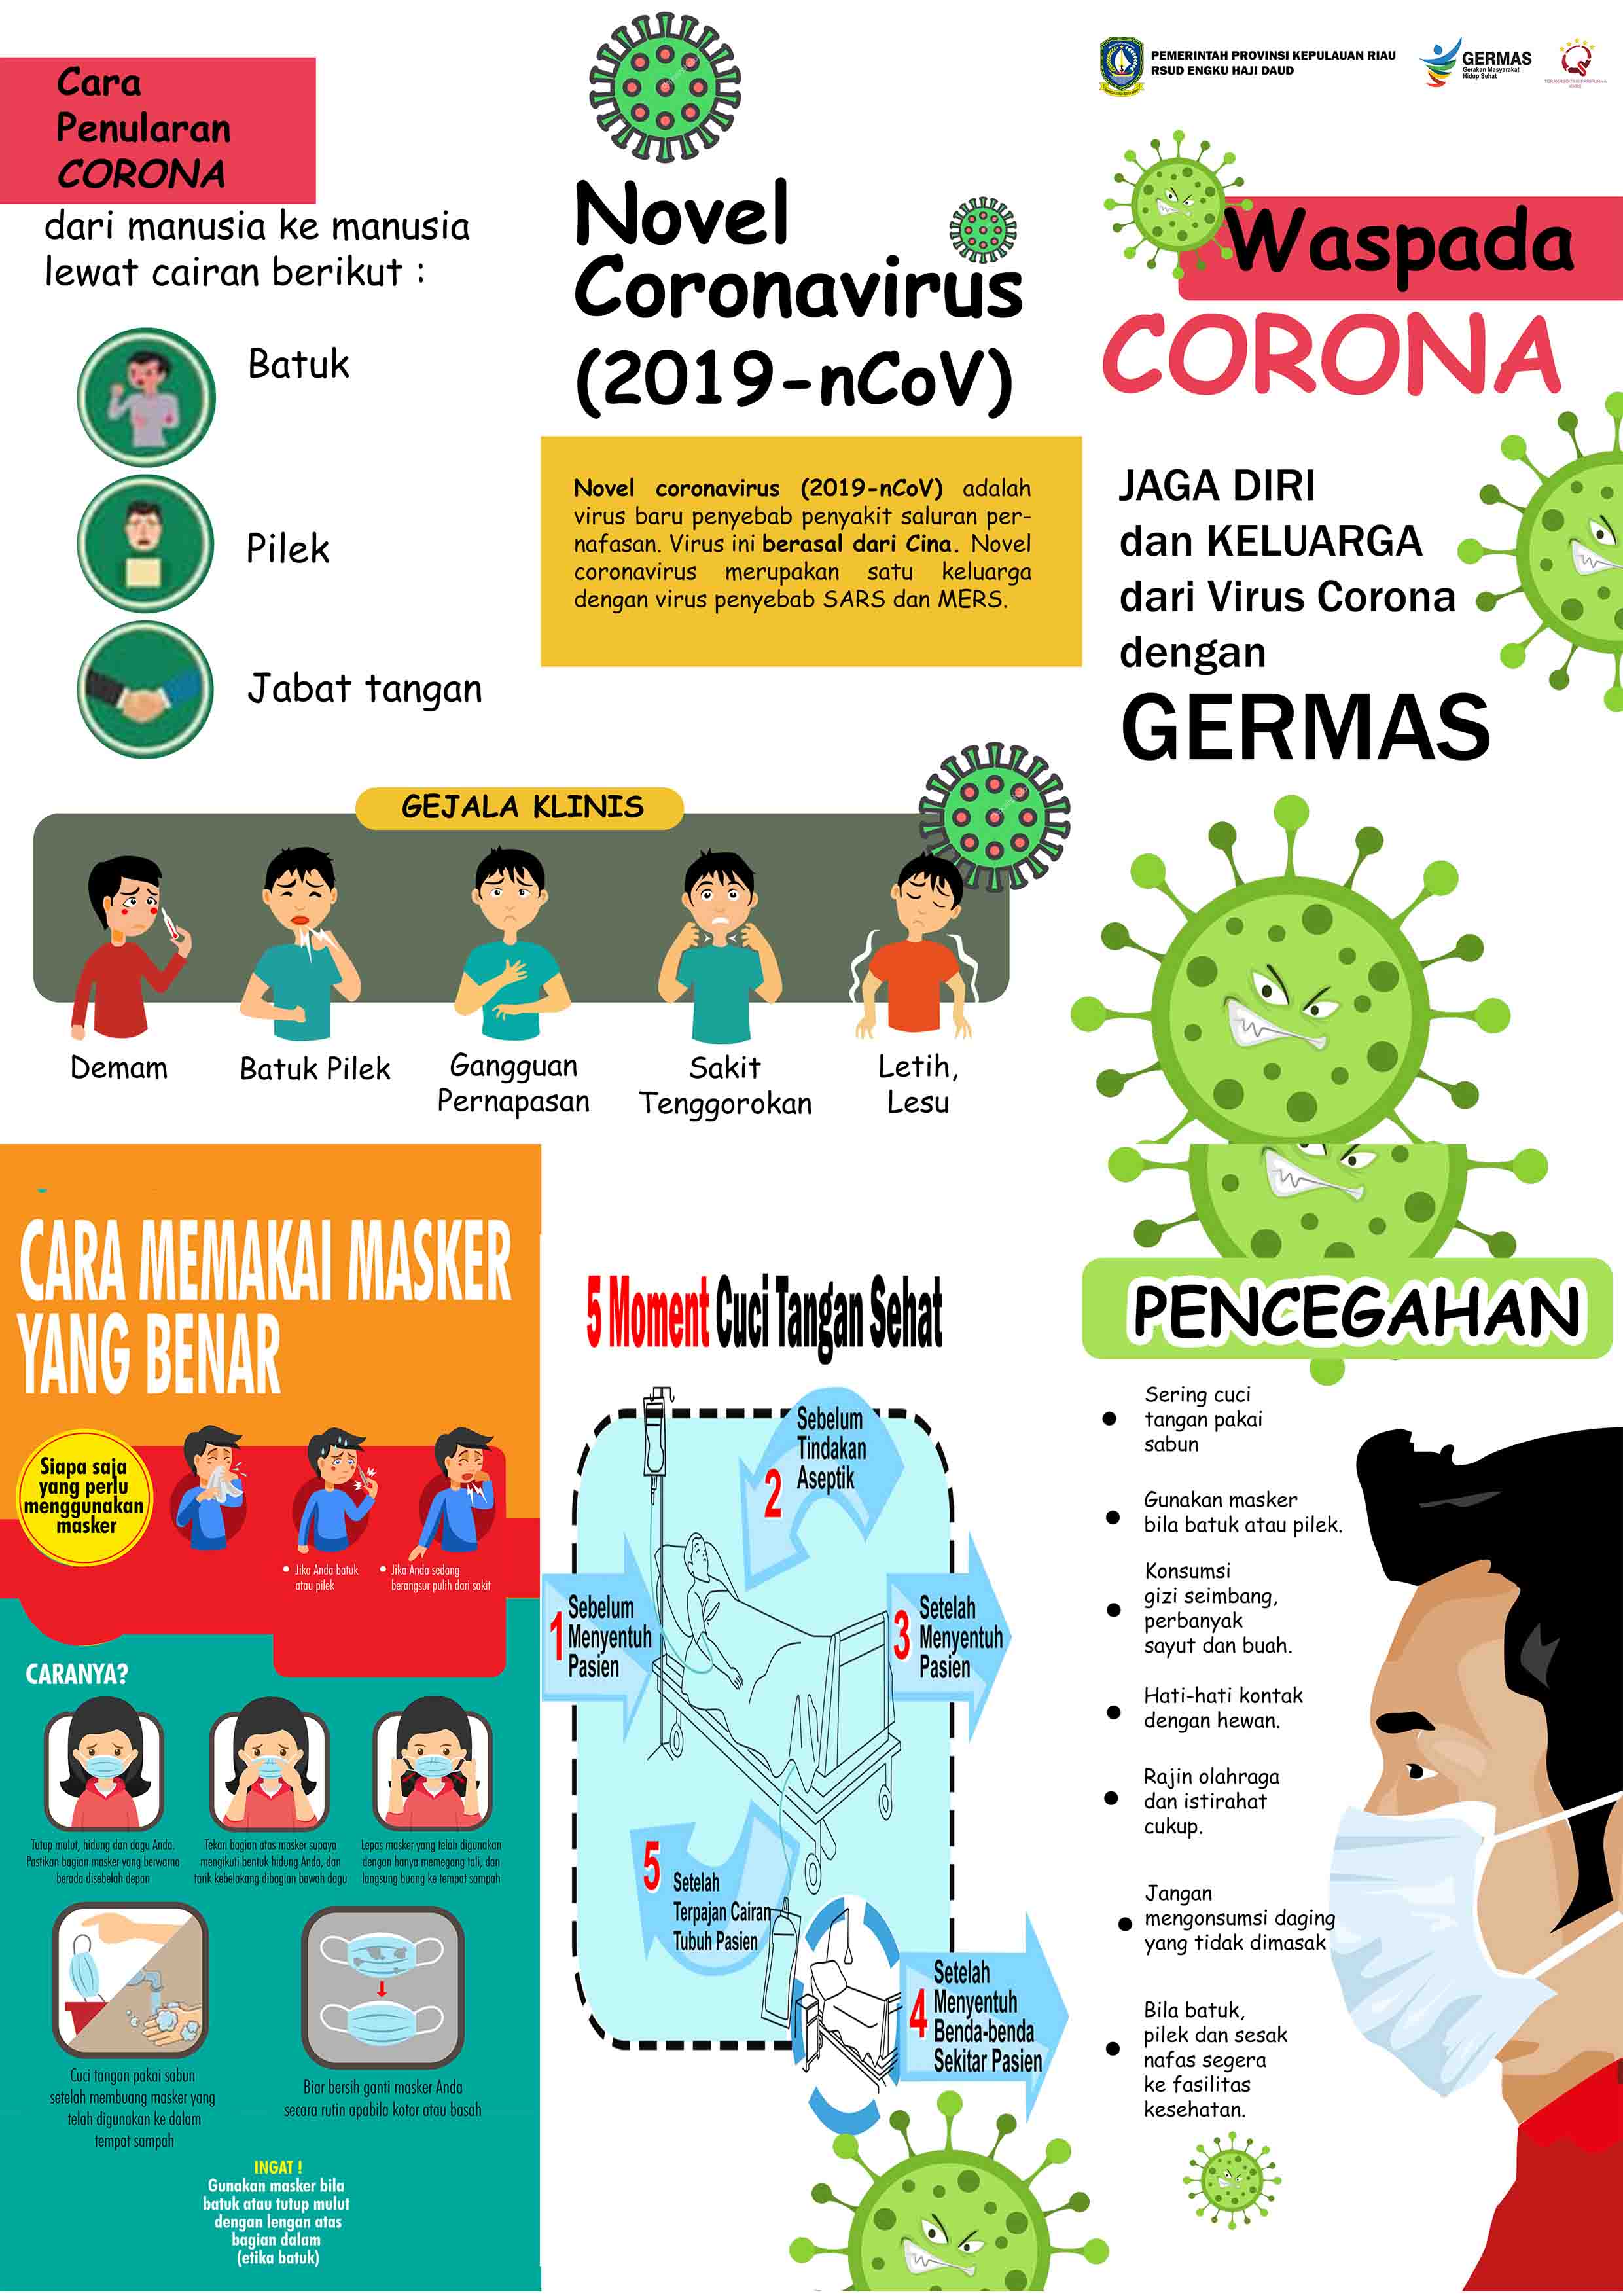 Cara
Penularan
CORONA
dari manusia ke manusia
lewat cairan berikut :
Batuk
Pilek
Jabat tangan
Novel
Coronavirus
(2019-nCoV)
Novel coronavirus (2019-nCoV) adalah
virus baru penyebab penyakit saluran per-
nafasan. Virus ini berasal dari Cina. Novel
coronavirus merupakan satu keluarga
dengan virus penyebab SARS dan MERS.
GEJALA KLINIS
Demam
Batuk Pilek
Gangguan
Pernapasan
Sakit
Tenggorokan
Letih,
Lesu
PEMERINTAH PROVINSI KEPULAUAN RIAU
RSUD ENGKU HAJI DAUD
GERMAS
Gerakan Masyarakat
Hidup Sehat
Waspada
CORONA
JAGA DIRI
dan KELUARGA
dari Virus Corona
dengan
GERMAS
CARA MEMAKAI MASKER
YANG BENAR
Siapa saja
yang perlu
menggunakan
masker
• Jika Anda batuk
atau pilek
• Jika Anda sedang
berangsur pulih dari sakit
CARANYA?
Tutup mulut, hidung dan dagu Anda.
Pastikan bagian masker yang berwarna
berada disebelah depan
Tekan bagian atas masker supaya
mengikuti bentuk hidung Anda, dan
tarik kebelakang dibagian bawah dagu
Lepas masker yang telah digunakan
dengan hanya memegang tali, dan
langsung buang ke tempat sampah
Cuci tangan pakai sabun
setelah membuang masker yang
telah digunakan ke dalam
tempat sampah
Biar bersih ganti masker Anda
secara rutin apabila kotor atau basah
INGAT !
Gunakan masker bila
batuk atau tutup mulut
dengan lengan atas
bagian dalam
(etika batuk)
5 Moment Cuci Tangan Sehat
1 Sebelum
Menyentuh
Pasien
2 Sebelum
Tindakan
Aseptik
3 Setelah
Menyentuh
Pasien
4 Setelah
Menyentuh
Benda-benda
Sekitar Pasien
5 Setelah
Terpajan Cairan
Tubuh Pasien
PENCEGAHAN
• Sering cuci
tangan pakai
sabun
• Gunakan masker
bila batuk atau pilek.
• Konsumsi
gizi seimbang,
perbanyak
sayut dan buah.
• Hati-hati kontak
dengan hewan.
• Rajin olahraga
dan istirahat
cukup.
• Jangan
mengonsumsi daging
yang tidak dimasak
• Bila batuk,
pilek dan sesak
nafas segera
ke fasilitas
kesehatan.